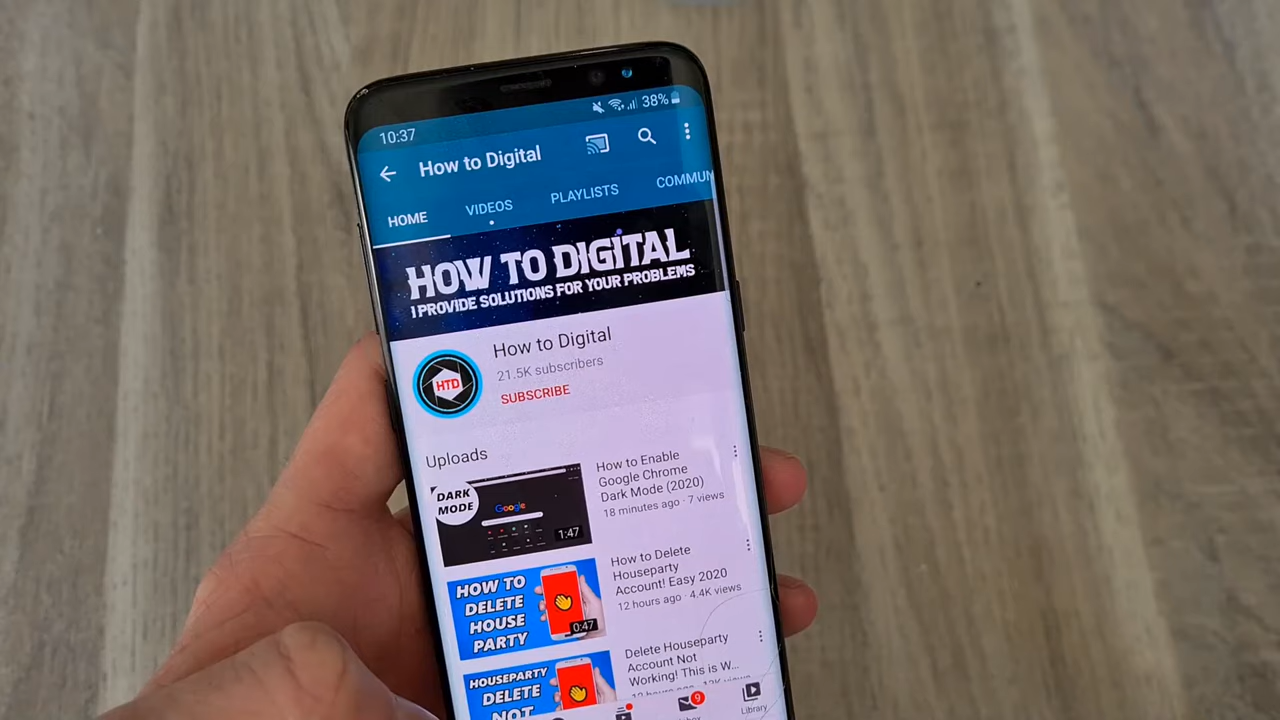 10:37
38%
How to Digital
HOME
VIDEOS
PLAYLISTS
COMMUN
HOW TO DIGITAL
I PROVIDE SOLUTIONS FOR YOUR PROBLEMS
HTD
How to Digital
21.5K subscribers
SUBSCRIBE
Uploads
DARK
MODE
Google
1:47
How to Enable
Google Chrome
Dark Mode (2020)
18 minutes ago · 7 views
HOW TO
DELETE
HOUSE
PARTY
0:47
How to Delete
Houseparty
Account! Easy 2020
12 hours ago · 4.4K views
HOUSEPARTY
DELETE
NOT
Delete Houseparty
Account Not
Working! This is W...
12 hours ago
9
Library